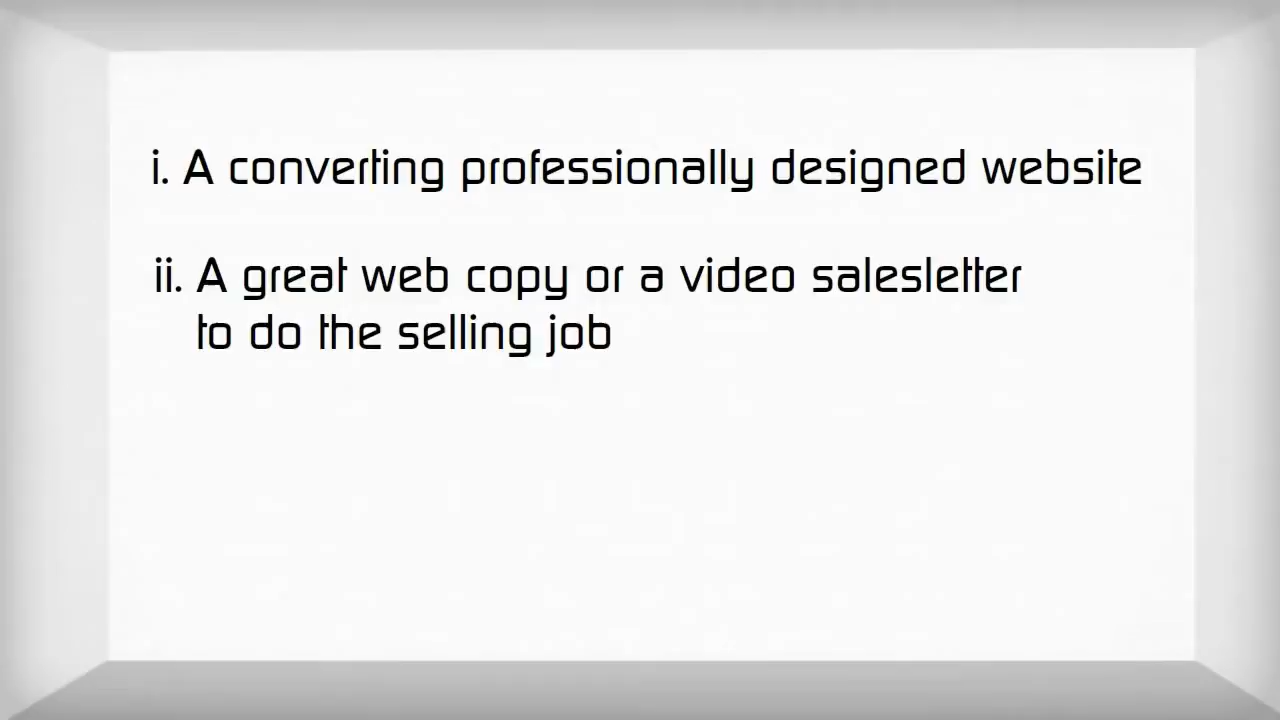 i. A converting professionally designed website
ii. A great web copy or a video salesletter
to do the selling job